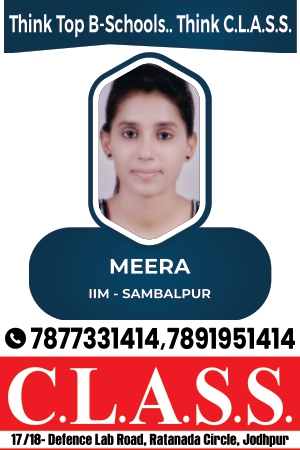 Think Top B-Schools.. Think C.L.A.S.S.
MEERA
IIM - SAMBALPUR
7877331414,7891951414
C.L.A.S.S.
17/18- Defence Lab Road, Ratanada Circle, Jodhpur